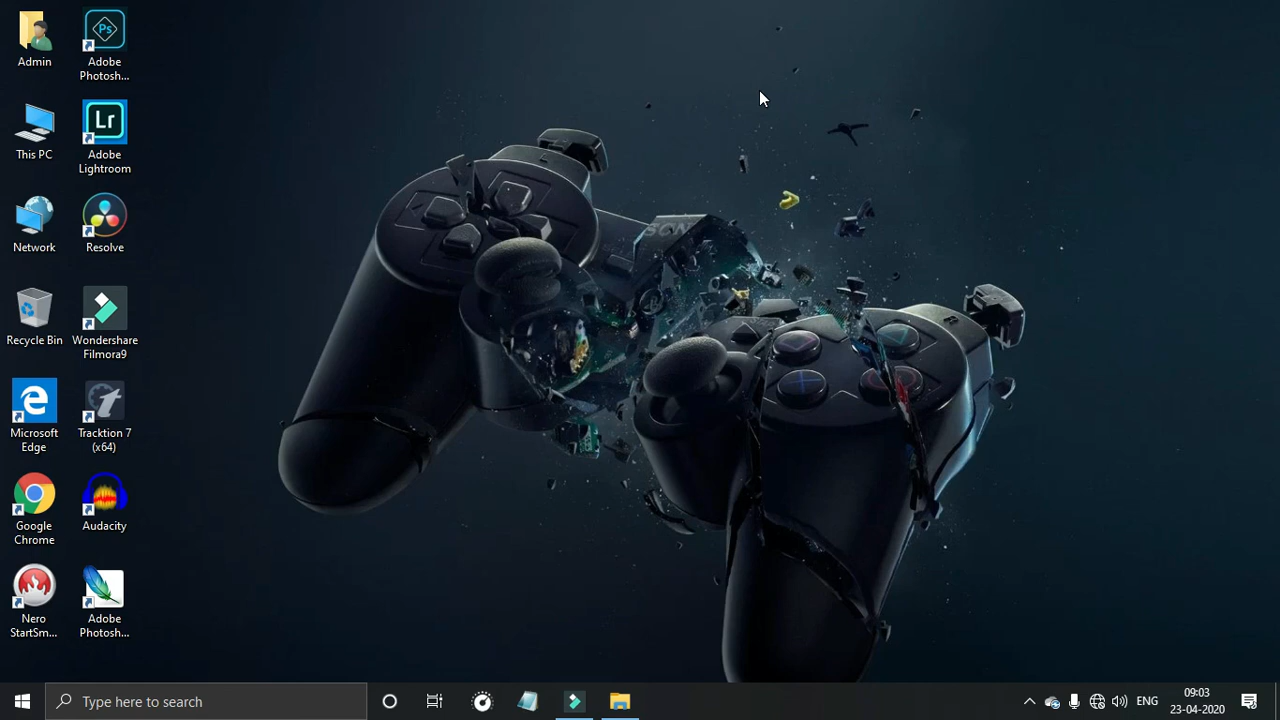 Admin
This PC
Network
Recycle Bin
Microsoft
Edge
Google
Chrome
Nero
StartSm...
Ps
Adobe
Photosh...
Lr
Adobe
Lightroom
Resolve
Wondershare
Filmora9
Tracktion 7
(x64)
Audacity
Adobe
Photosh...
SONY
Type here to search
ENG
09:03
23-04-2020